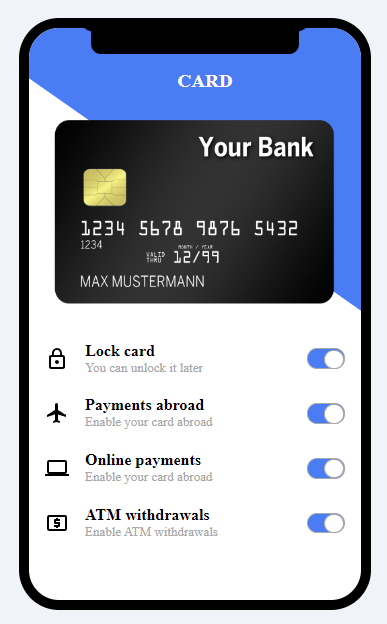 CARD
Your Bank
1234 5678 9876 5432
1234
MONTH / YEAR
VALID THRU 12/99
MAX MUSTERMANN
Lock card
You can unlock it later
Payments abroad
Enable your card abroad
Online payments
Enable your card abroad
ATM withdrawals
Enable ATM withdrawals